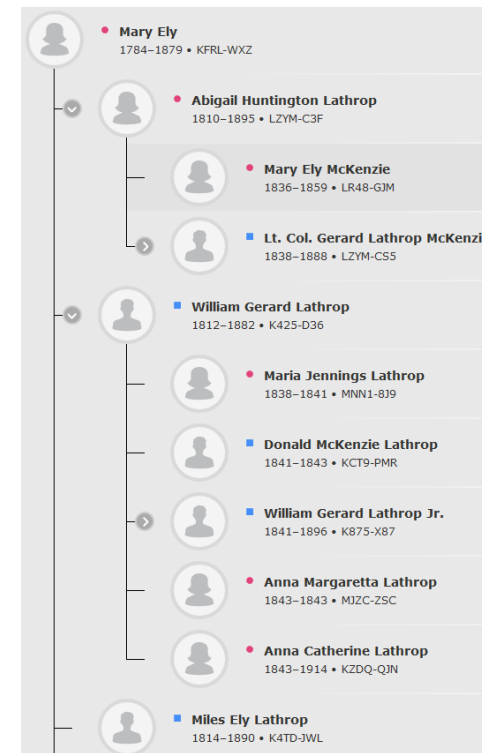 Mary Ely
1784–1879 • KFRL-WXZ
Abigail Huntington Lathrop
1810–1895 • LZYM-C3F
Mary Ely McKenzie
1836–1859 • LR48-GJM
Lt. Col. Gerard Lathrop McKenzi
1838–1888 • LZYM-CS5
William Gerard Lathrop
1812–1882 • K425-D36
Maria Jennings Lathrop
1838–1841 • MNN1-8J9
Donald McKenzie Lathrop
1841–1843 • KCT9-PMR
William Gerard Lathrop Jr.
1841–1896 • K875-X87
Anna Margaretta Lathrop
1843–1843 • MJZC-ZSC
Anna Catherine Lathrop
1843–1914 • KZDQ-QJN
Miles Ely Lathrop
1814–1890 • K4TD-JWL